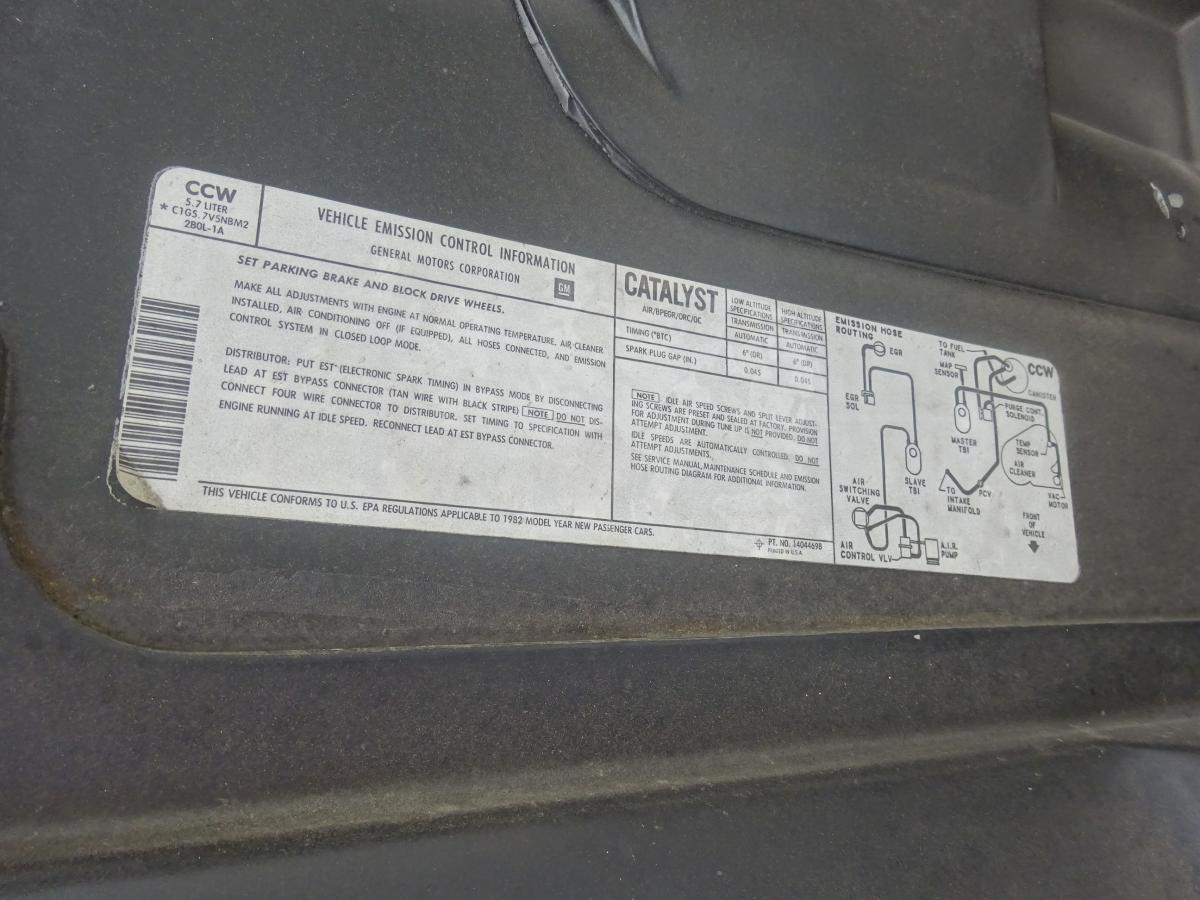 CCW
5.7 LITER
* C1G5.7V5NBM2
2B0L-1A
VEHICLE EMISSION CONTROL INFORMATION
GENERAL MOTORS CORPORATION
GM
SET PARKING BRAKE AND BLOCK DRIVE WHEELS.
MAKE ALL ADJUSTMENTS WITH ENGINE AT NORMAL OPERATING TEMPERATURE, AIR CLEANER
INSTALLED, AIR CONDITIONING OFF (IF EQUIPPED), ALL HOSES CONNECTED, AND EMISSION
CONTROL SYSTEM IN CLOSED LOOP MODE.
DISTRIBUTOR: PUT EST (ELECTRONIC SPARK TIMING) IN BYPASS MODE BY DISCONNECTING
LEAD AT EST BYPASS CONNECTOR (TAN WIRE WITH BLACK STRIPE) NOTE DO NOT DIS-
CONNECT FOUR WIRE CONNECTOR TO DISTRIBUTOR. SET TIMING TO SPECIFICATION WITH
ENGINE RUNNING AT IDLE SPEED. RECONNECT LEAD AT EST BYPASS CONNECTOR.
THIS VEHICLE CONFORMS TO U.S. EPA REGULATIONS APPLICABLE TO 1982 MODEL YEAR NEW PASSENGER CARS.
CATALYST
AIR/BPEGR/ORC/OC
LOW ALTITUDE
SPECIFICATIONS
HIGH ALTITUDE
SPECIFICATIONS
TRANSMISSION
TRANSMISSION
AUTOMATIC
AUTOMATIC
TIMING (°BTC)
6° (DR)
6° (DR)
SPARK PLUG GAP (IN.)
0.045
0.045
NOTE IDLE AIR SPEED SCREWS AND SPLIT LEVER ADJUST-
ING SCREWS ARE PRESET AND SEALED AT FACTORY. PROVISION
FOR ADJUSTMENT DURING TUNE UP IS NOT PROVIDED. DO NOT
ATTEMPT ADJUSTMENT.
IDLE SPEEDS ARE AUTOMATICALLY CONTROLLED. DO NOT
ATTEMPT ADJUSTMENTS.
SEE SERVICE MANUAL, MAINTENANCE SCHEDULE AND EMISSION
HOSE ROUTING DIAGRAM FOR ADDITIONAL INFORMATION.
PT. NO. 14044698
PRINTED IN U.S.A.
EMISSION HOSE
ROUTING
EGR
EGR
SOL
TO FUEL
TANK
MAP
SENSOR
CCW
CANISTER
PURGE CONT.
SOLENOID
MASTER
TBI
TEMP
SENSOR
AIR
CLEANER
SLAVE
TBI
AIR
SWITCHING
VALVE
TO
INTAKE
MANIFOLD
PCV
VAC
MOTOR
FRONT
OF
VEHICLE
AIR
CONTROL VLV
A.I.R.
PUMP